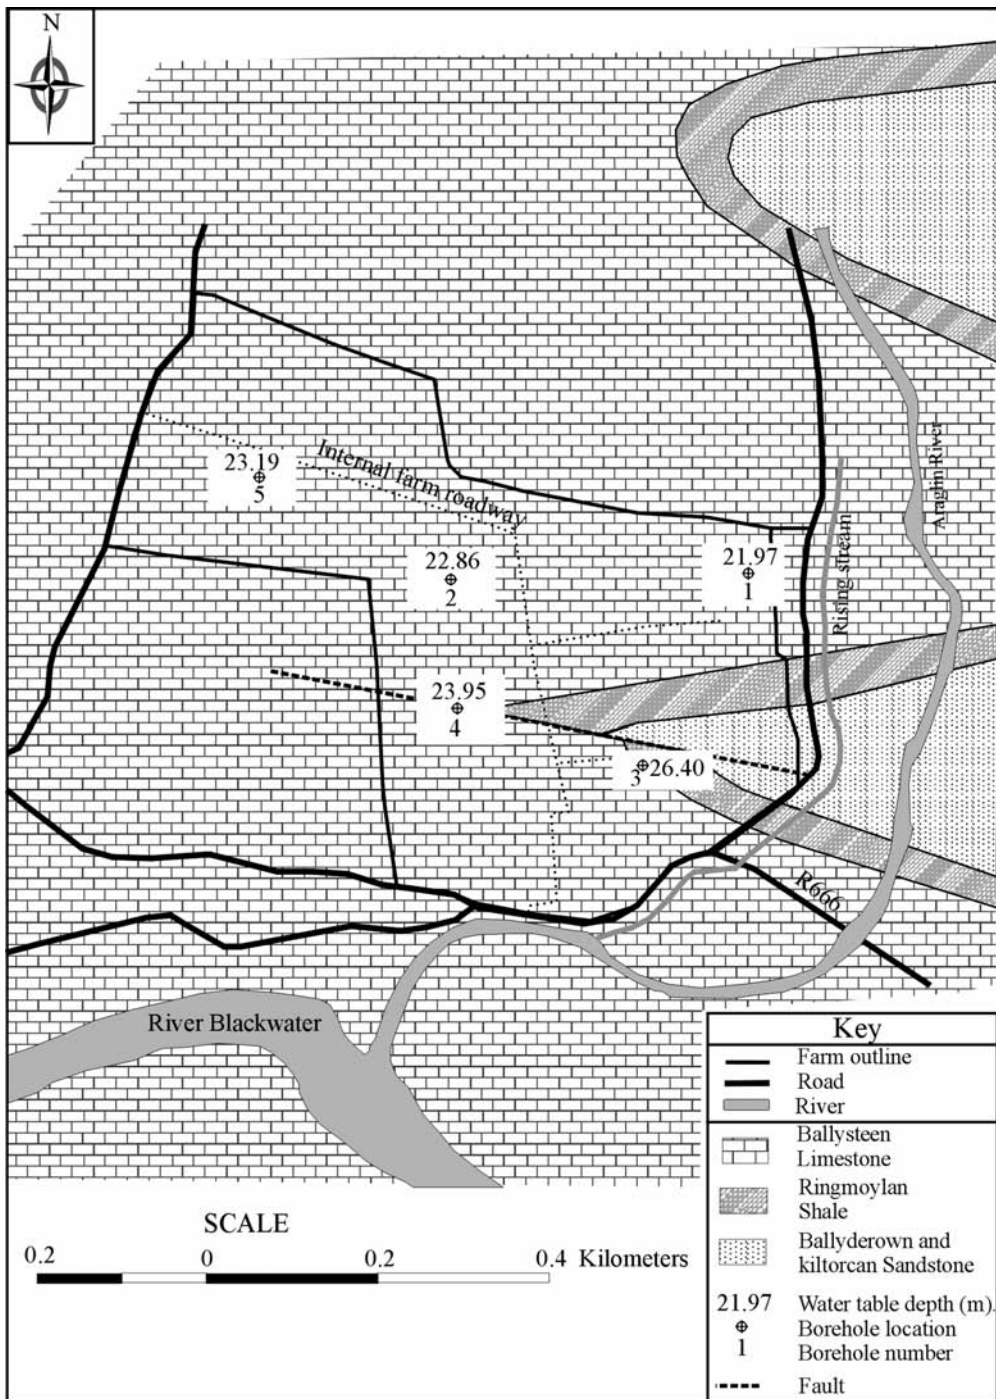 N
23.19
5
Internal farm roadway
22.86
2
21.97
1
Rising stream
Araglin River
23.95
4
3
26.40
R666
River Blackwater
SCALE
0.2 0 0.2 0.4 Kilometers
Key
Farm outline
Road
River
Ballysteen
Limestone
Ringmoylan
Shale
Ballyderown and
kiltorcan Sandstone
21.97 Water table depth (m).
Borehole location
1 Borehole number
Fault